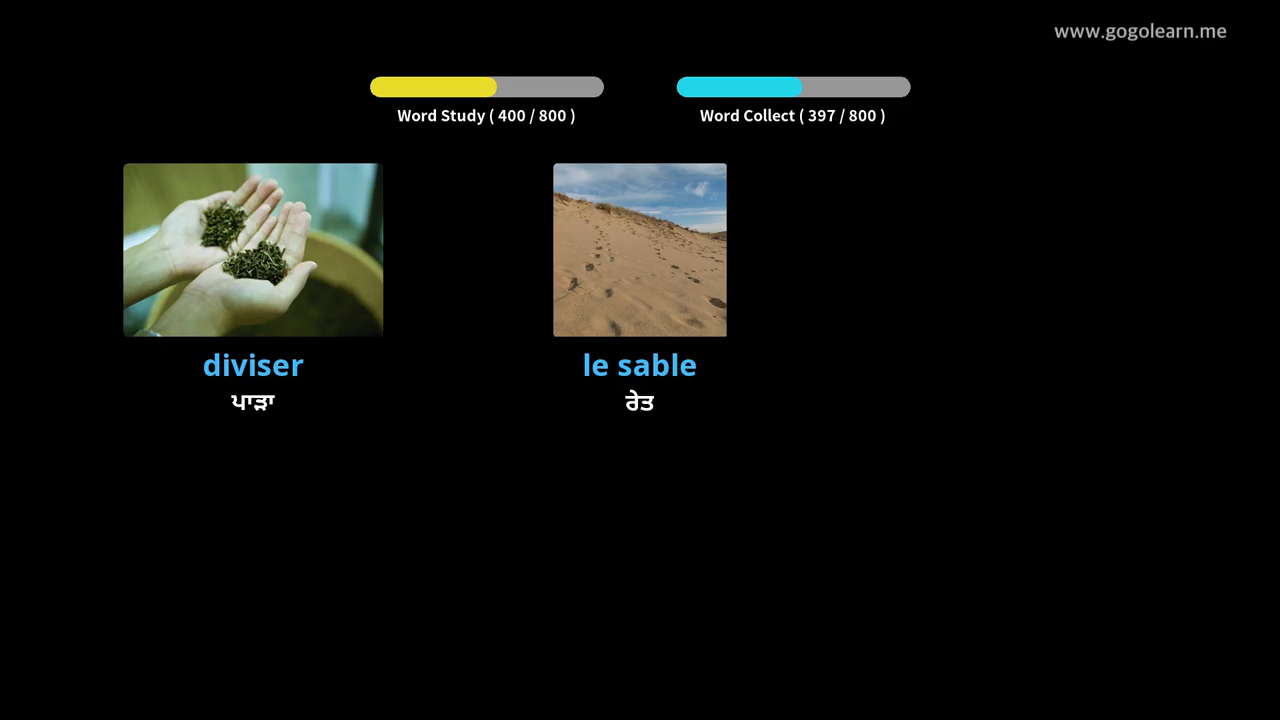 www.gogolearn.me
Word Study ( 400 / 800 )
Word Collect ( 397 / 800 )
diviser
ਪਾੜਾ
le sable
ਰੇਤ